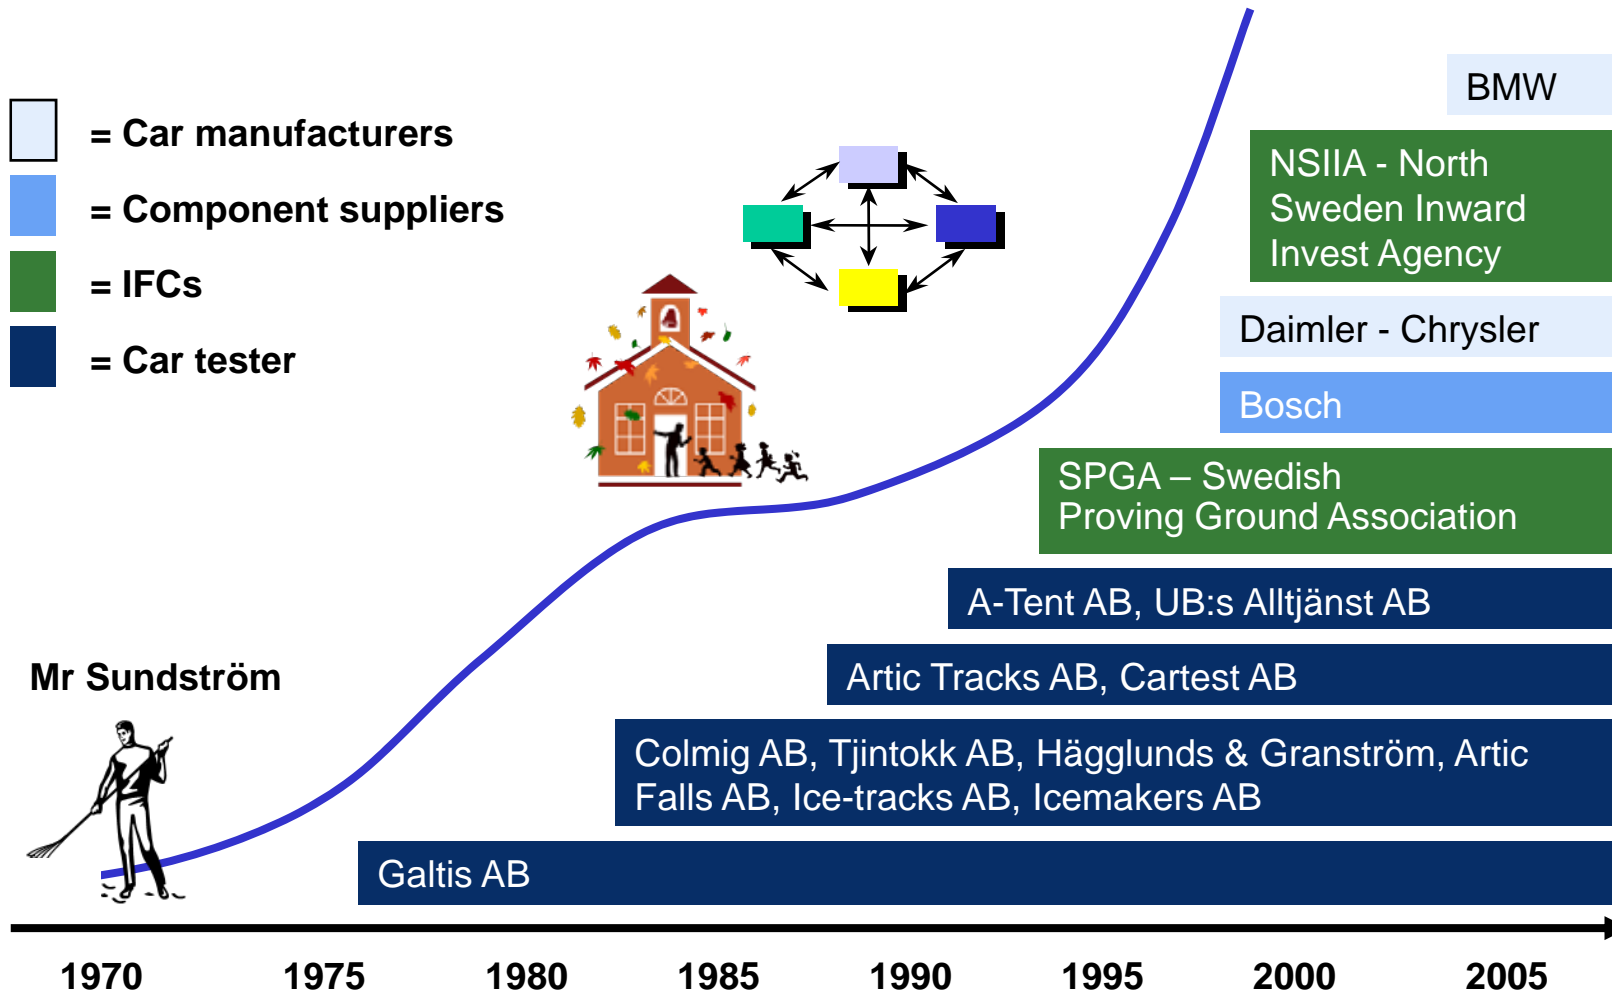 = Car manufacturers
= Component suppliers
= IFCs
= Car tester
BMW
NSIIA - North
Sweden Inward
Invest Agency
Daimler - Chrysler
Bosch
SPGA – Swedish
Proving Ground Association
A-Tent AB, UB:s Alltjänst AB
Artic Tracks AB, Cartest AB
Mr Sundström
Colmig AB, Tjintokk AB, Hägglunds & Granström, Artic
Falls AB, Ice-tracks AB, Icemakers AB
Galtis AB
1970 1975 1980 1985 1990 1995 2000 2005